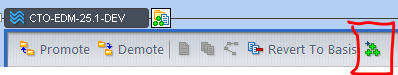 CTO-EDM-25.1-DEV
Promote Demote Revert To Basis